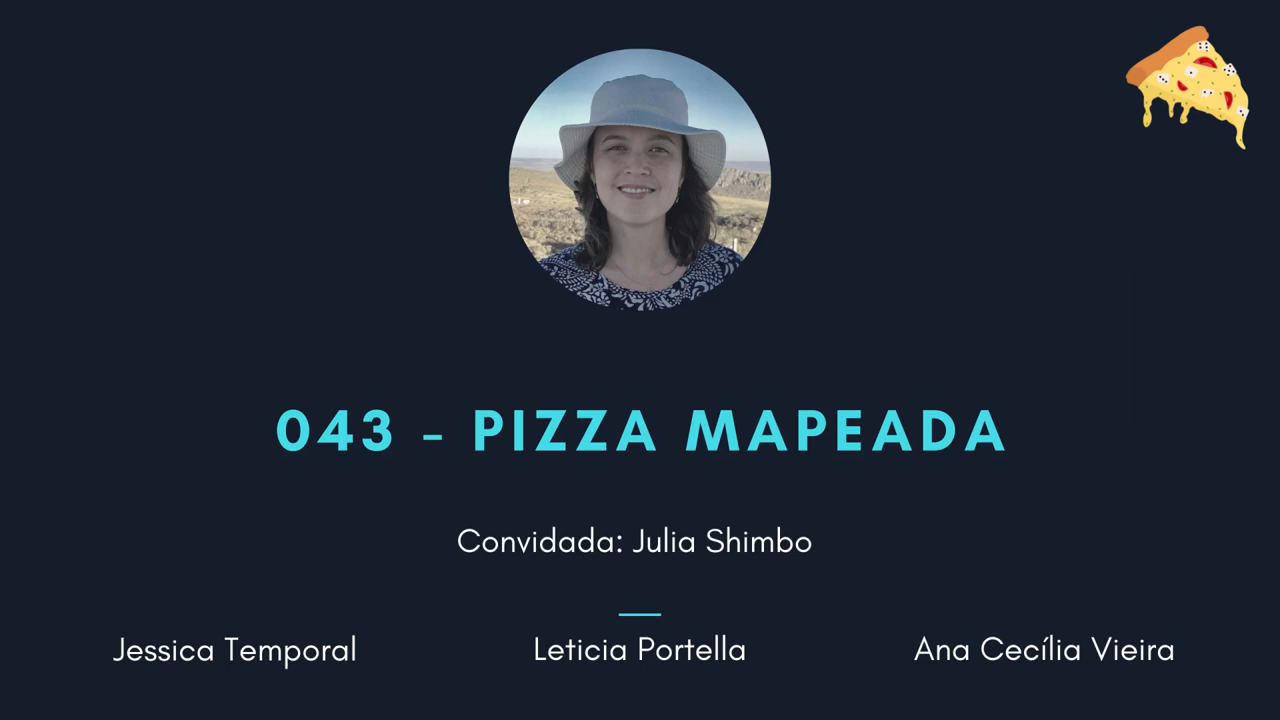 043 - PIZZA MAPEADA
Convidada: Julia Shimbo
Jessica Temporal
Leticia Portella
Ana Cecília Vieira